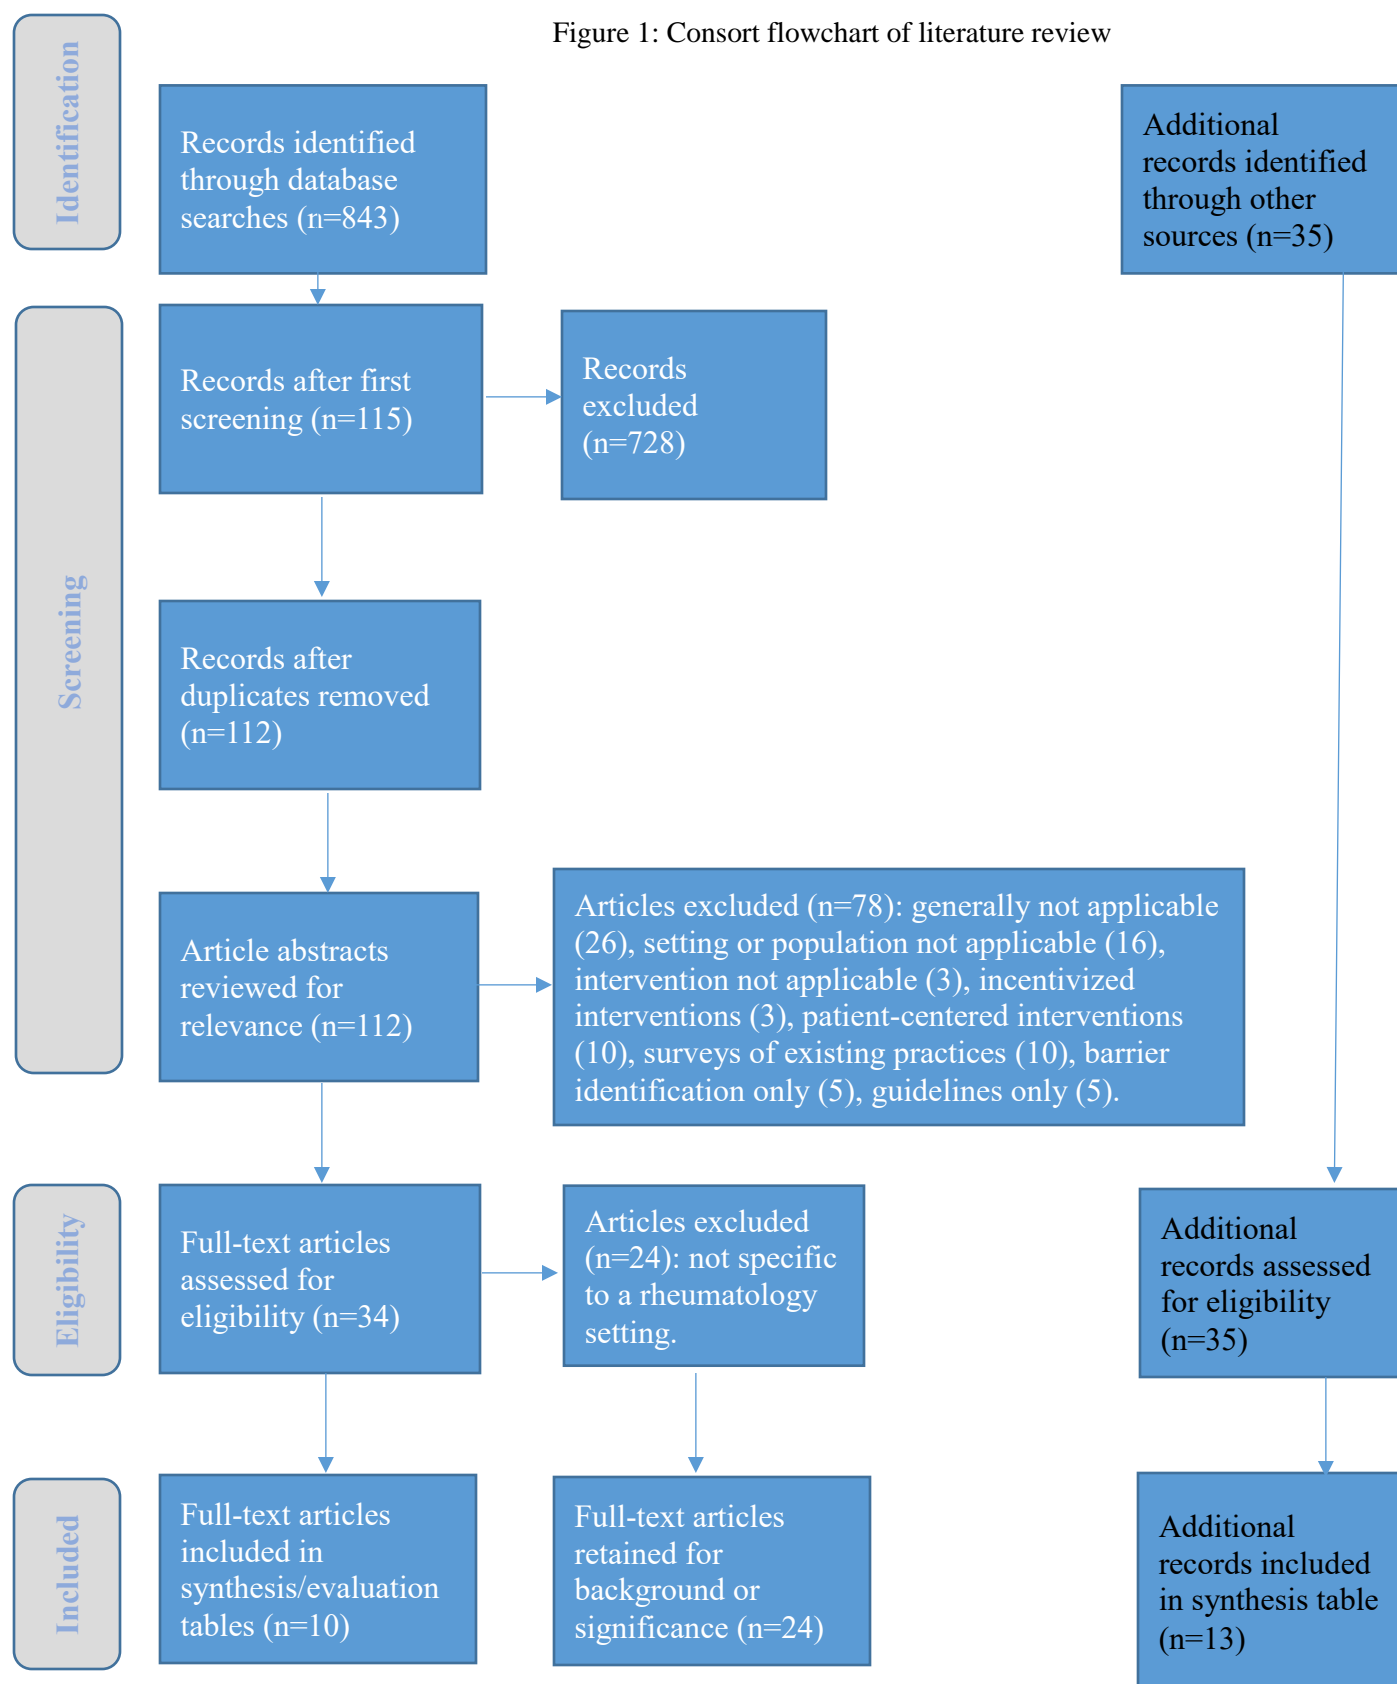 Figure 1: Consort flowchart of literature review
Identification
Records identified
through database
searches (n=843)
Additional
records identified
through other
sources (n=35)
Screening
Records after first
screening (n=115)
Records
excluded
(n=728)
Records after
duplicates removed
(n=112)
Article abstracts
reviewed for
relevance (n=112)
Articles excluded (n=78): generally not applicable
(26), setting or population not applicable (16),
intervention not applicable (3), incentivized
interventions (3), patient-centered interventions
(10), surveys of existing practices (10), barrier
identification only (5), guidelines only (5).
Eligibility
Full-text articles
assessed for
eligibility (n=34)
Articles excluded
(n=24): not specific
to a rheumatology
setting.
Additional
records assessed
for eligibility
(n=35)
Included
Full-text articles
included in
synthesis/evaluation
tables (n=10)
Full-text articles
retained for
background or
significance (n=24)
Additional
records included
in synthesis table
(n=13)